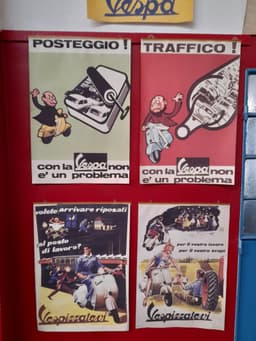 Vespa
POSTEGGIO !
con la Vespa non
e' un problema
TRAFFICO !
con la Vespa non
e' un problema
volete arrivare riposati
al posto
di lavoro?
Vespizzatevi
per il vostro lavoro
per il vostro svago
Vespizzatevi